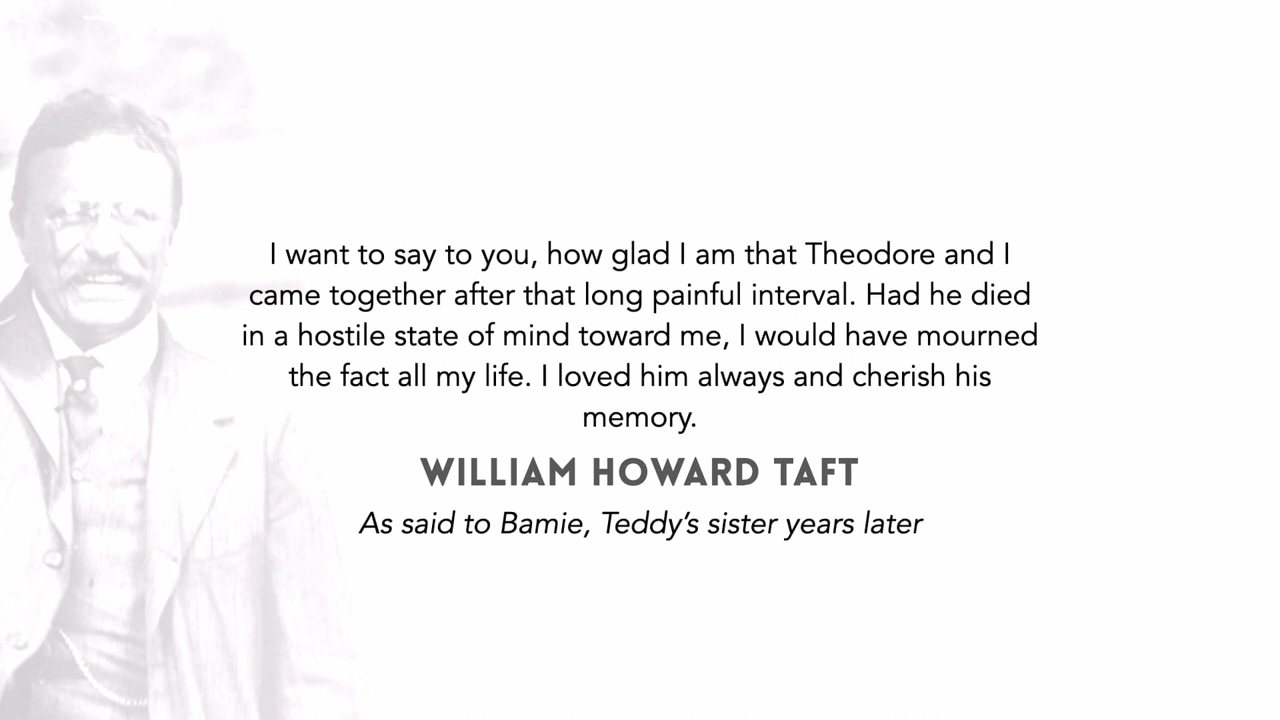 I want to say to you, how glad I am that Theodore and I
came together after that long painful interval. Had he died
in a hostile state of mind toward me, I would have mourned
the fact all my life. I loved him always and cherish his
memory.
WILLIAM HOWARD TAFT
As said to Bamie, Teddy’s sister years later